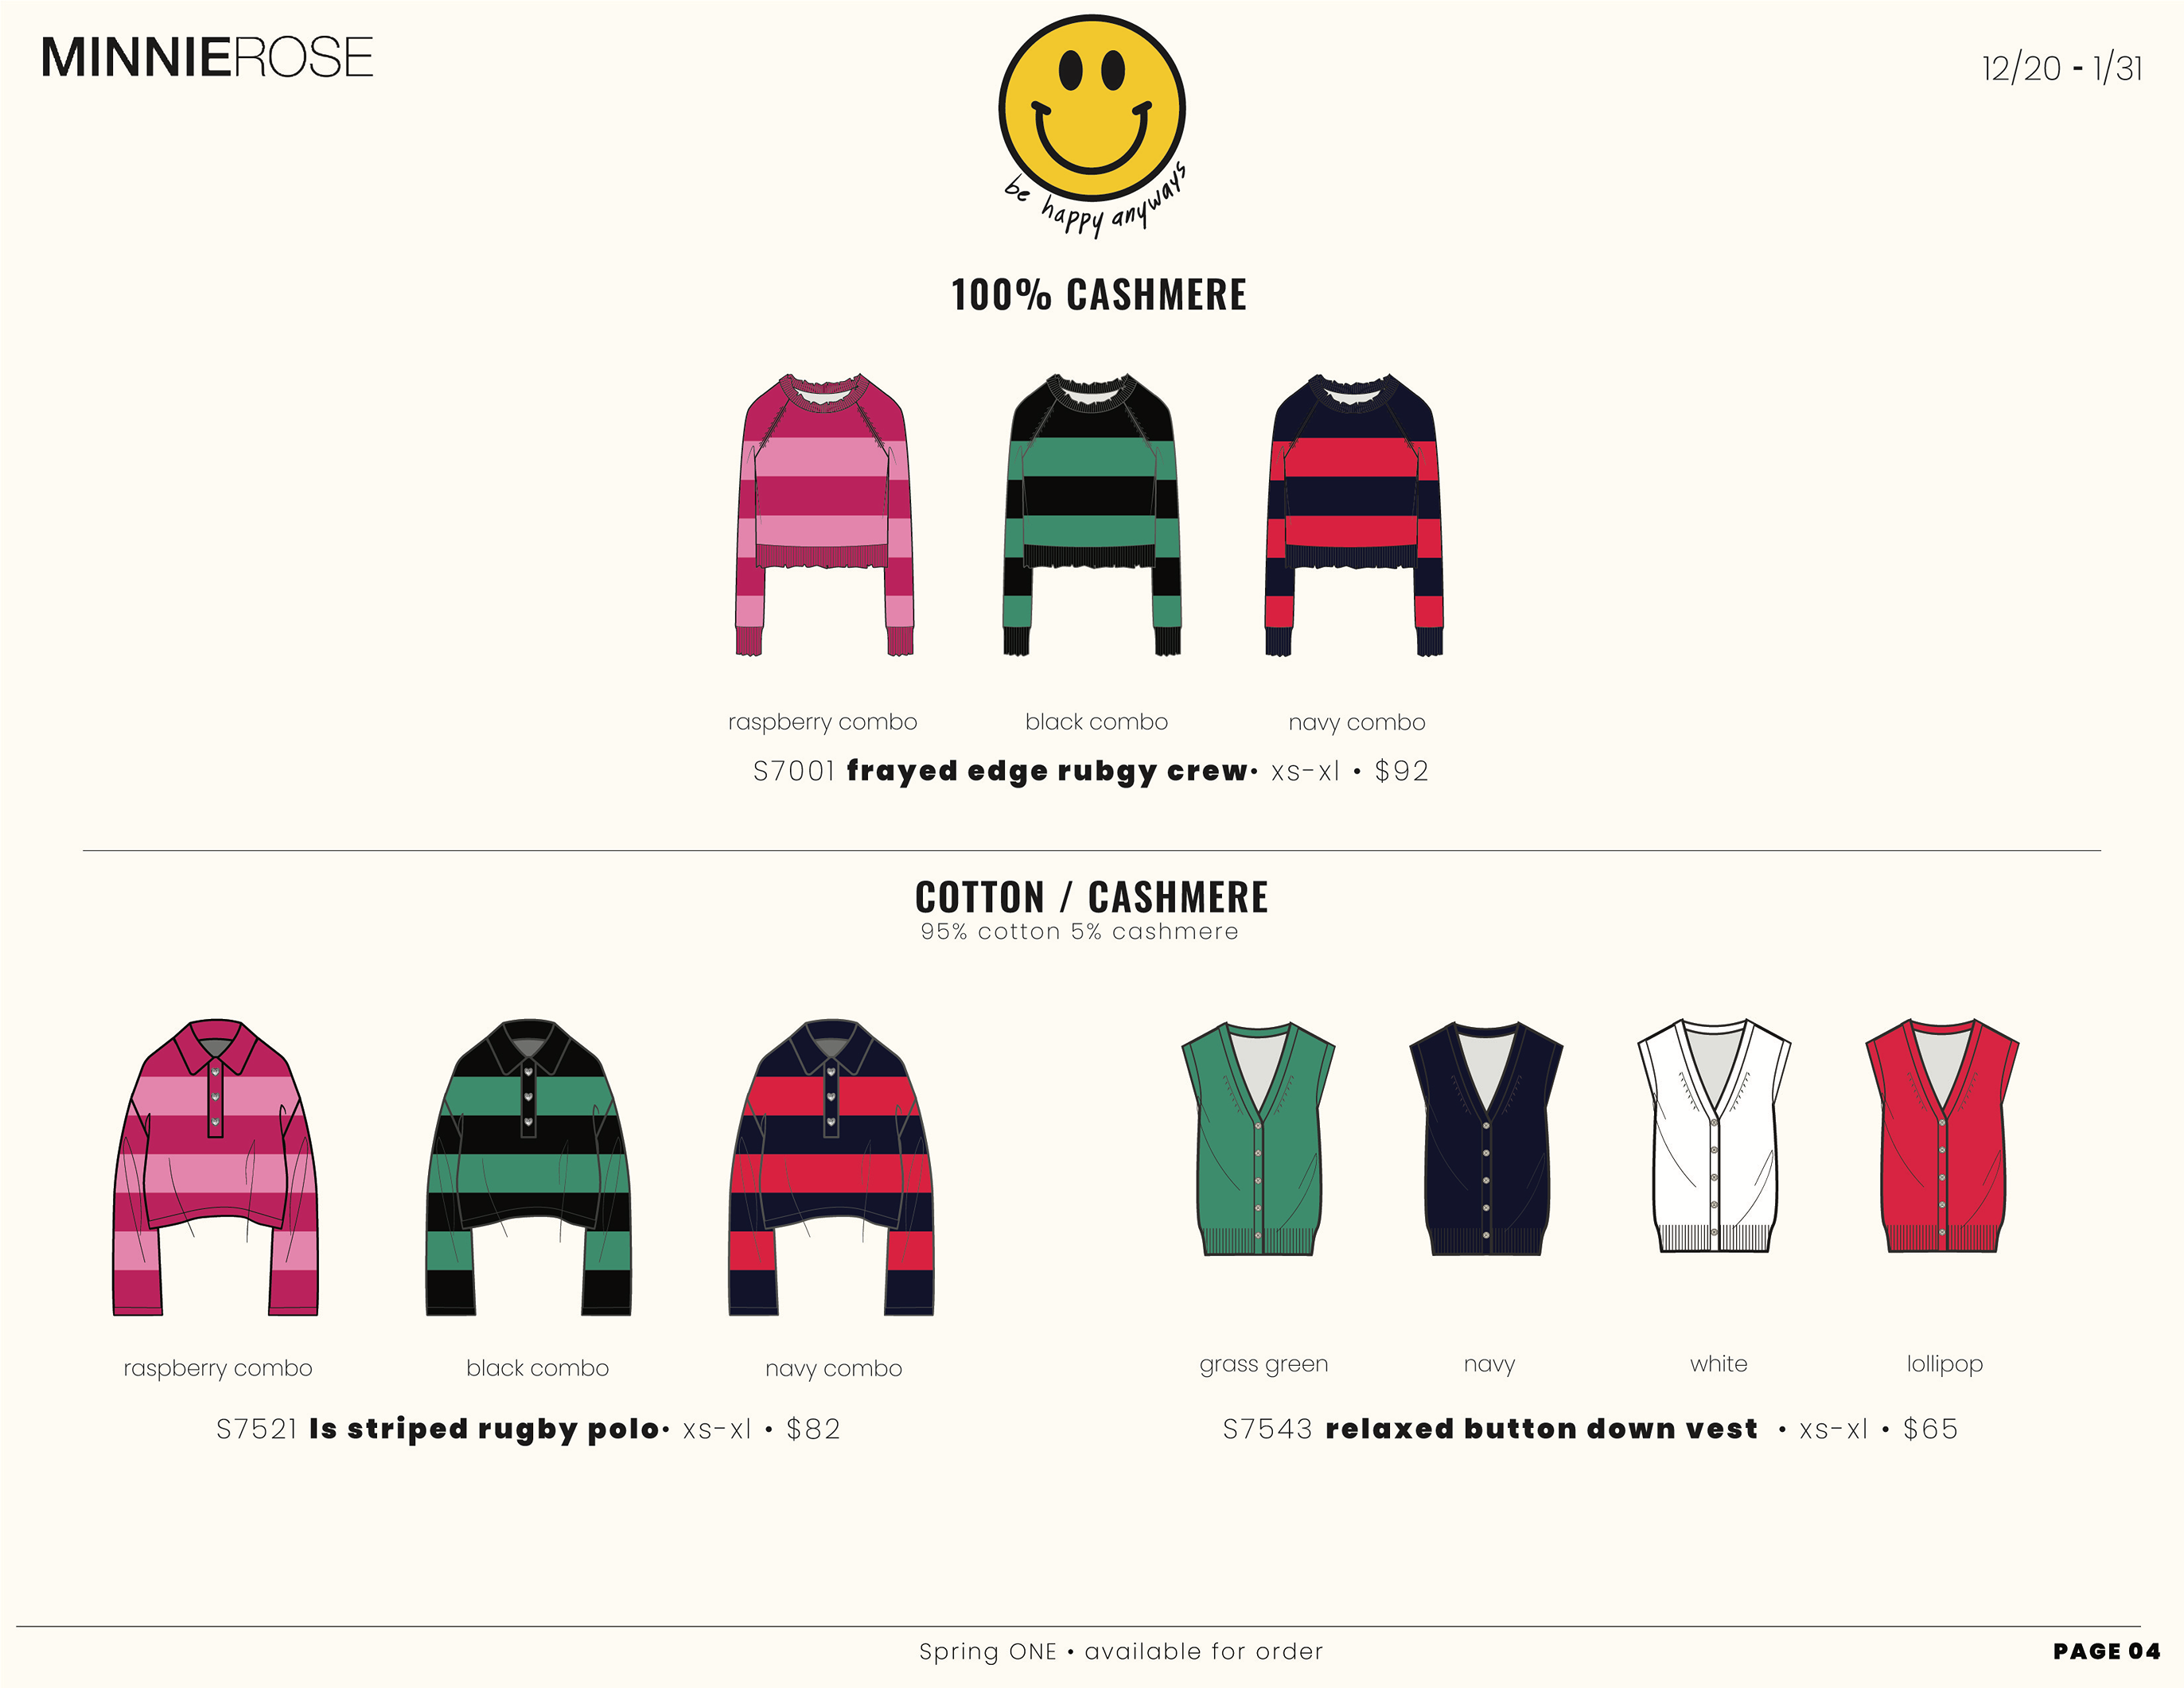 MINNIEROSE
12/20 - 1/31
be happy anyways
100% CASHMERE
raspberry combo
black combo
navy combo
S7001 frayed edge rubgy crew• xs-xl • $92
COTTON / CASHMERE
95% cotton 5% cashmere
raspberry combo
black combo
navy combo
S7521 ls striped rugby polo• xs-xl • $82
grass green
navy
white
lollipop
S7543 relaxed button down vest • xs-xl • $65
Spring ONE • available for order
PAGE 04